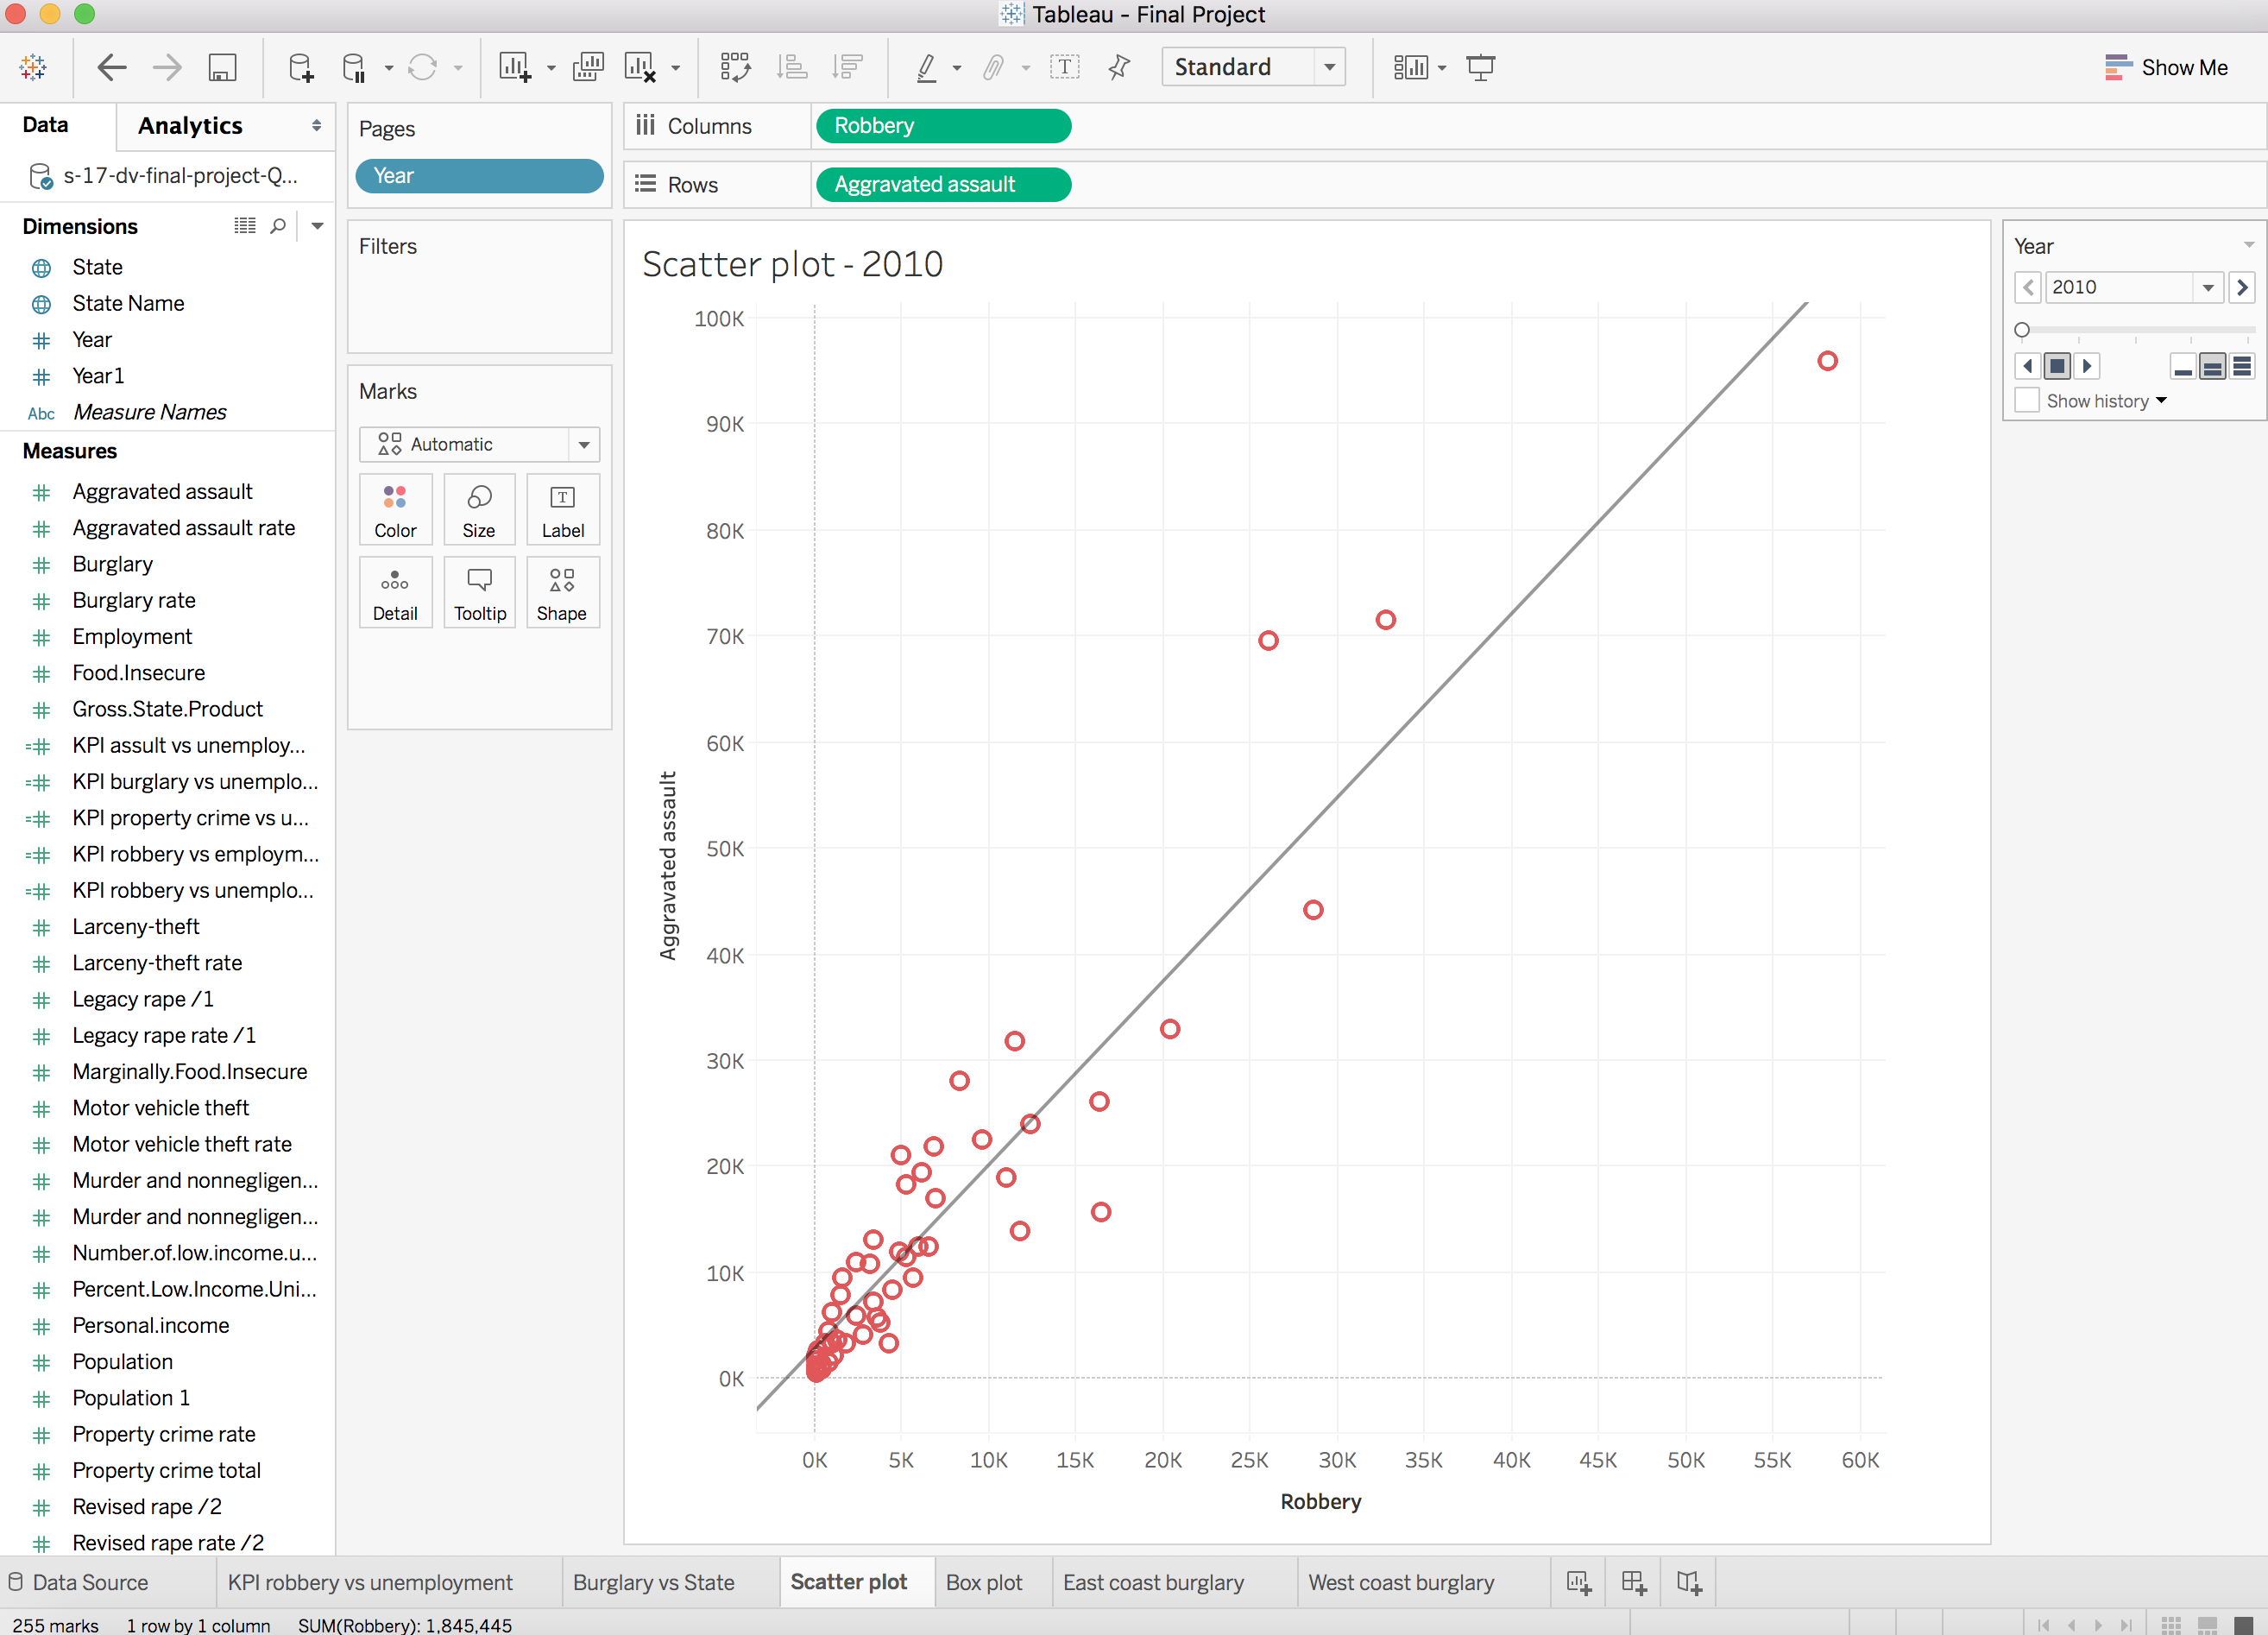 Tableau - Final Project
Standard
Show Me
Data
Analytics
s-17-dv-final-project-Q...
Dimensions
State
State Name
Year
Year1
Abc Measure Names
Measures
Aggravated assault
Aggravated assault rate
Burglary
Burglary rate
Employment
Food.Insecure
Gross.State.Product
KPI assult vs unemploy...
KPI burglary vs unemplo...
KPI property crime vs u...
KPI robbery vs employm...
KPI robbery vs unemplo...
Larceny-theft
Larceny-theft rate
Legacy rape /1
Legacy rape rate /1
Marginally.Food.Insecure
Motor vehicle theft
Motor vehicle theft rate
Murder and nonnegligen...
Murder and nonnegligen...
Number.of.low.income.u...
Percent.Low.Income.Uni...
Personal.income
Population
Population 1
Property crime rate
Property crime total
Revised rape /2
Revised rape rate /2
Pages
Year
Filters
Marks
Automatic
Color Size Label
Detail Tooltip Shape
Columns Robbery
Rows Aggravated assault
Scatter plot - 2010
100K
90K
80K
70K
60K
50K
40K
30K
20K
10K
0K
Aggravated assault
0K 5K 10K 15K 20K 25K 30K 35K 40K 45K 50K 55K 60K
Robbery
Year
2010
Show history
Data Source KPI robbery vs unemployment Burglary vs State Scatter plot Box plot East coast burglary West coast burglary
255 marks 1 row by 1 column SUM(Robbery): 1,845,445